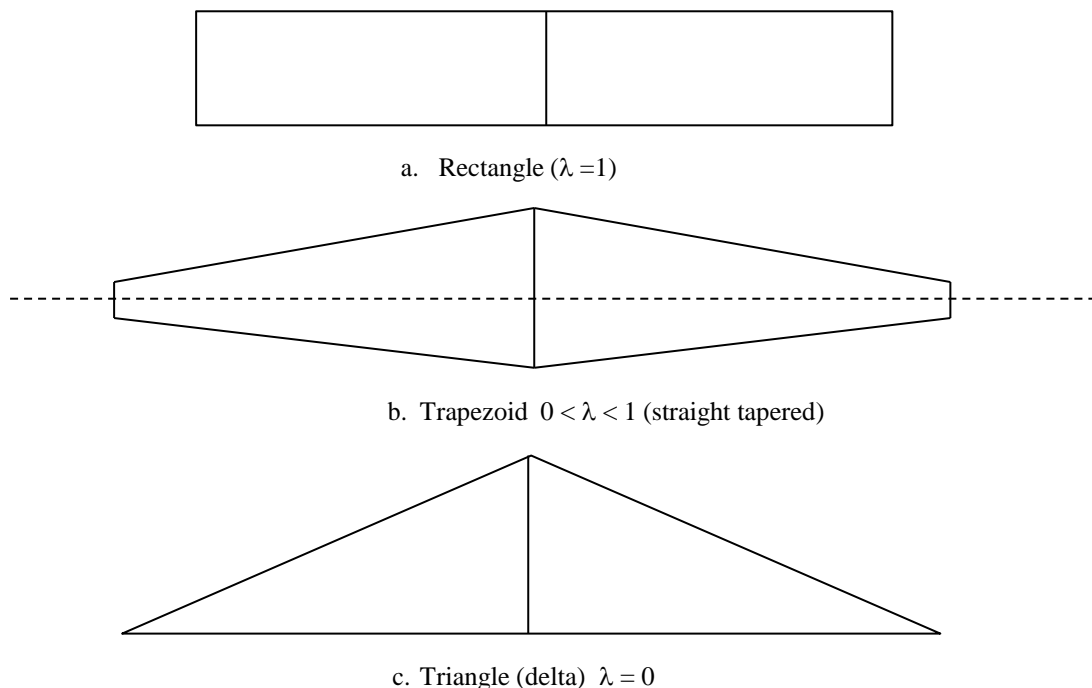 a. Rectangle (λ =1)
b. Trapezoid 0 < λ < 1 (straight tapered)
c. Triangle (delta) λ = 0